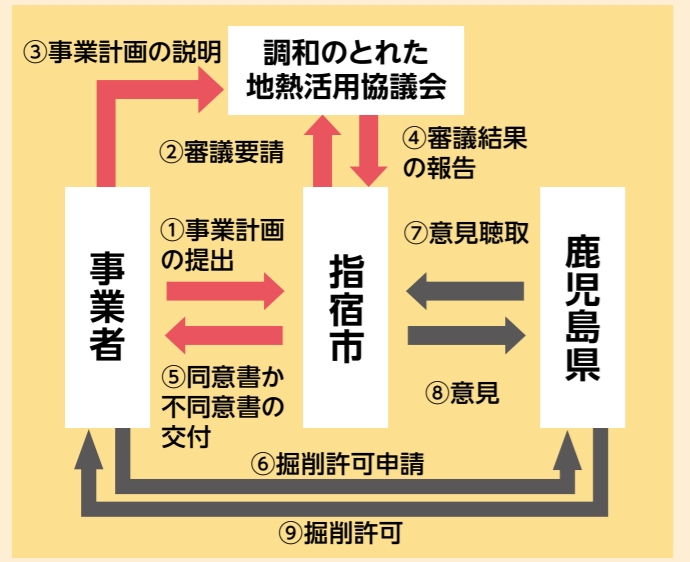 ③事業計画の説明
調和のとれた
地熱活用協議会
②審議要請
④審議結果
の報告
事業者
①事業計画
の提出
指宿市
⑦意見聴取
鹿児島県
⑤同意書か
不同意書の
交付
⑧意見
⑥掘削許可申請
⑨掘削許可